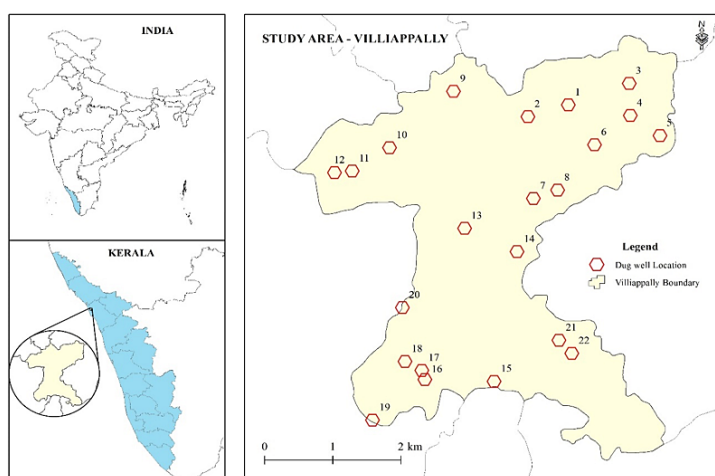 INDIA
KERALA
STUDY AREA - VILLIAPPALLY
N
9
3
1
2
4
5
6
10
12
11
8
7
13
14
Legend
Dug well Location
Villiappally Boundary
20
21
22
18
17
16
15
19
0 1 2 km